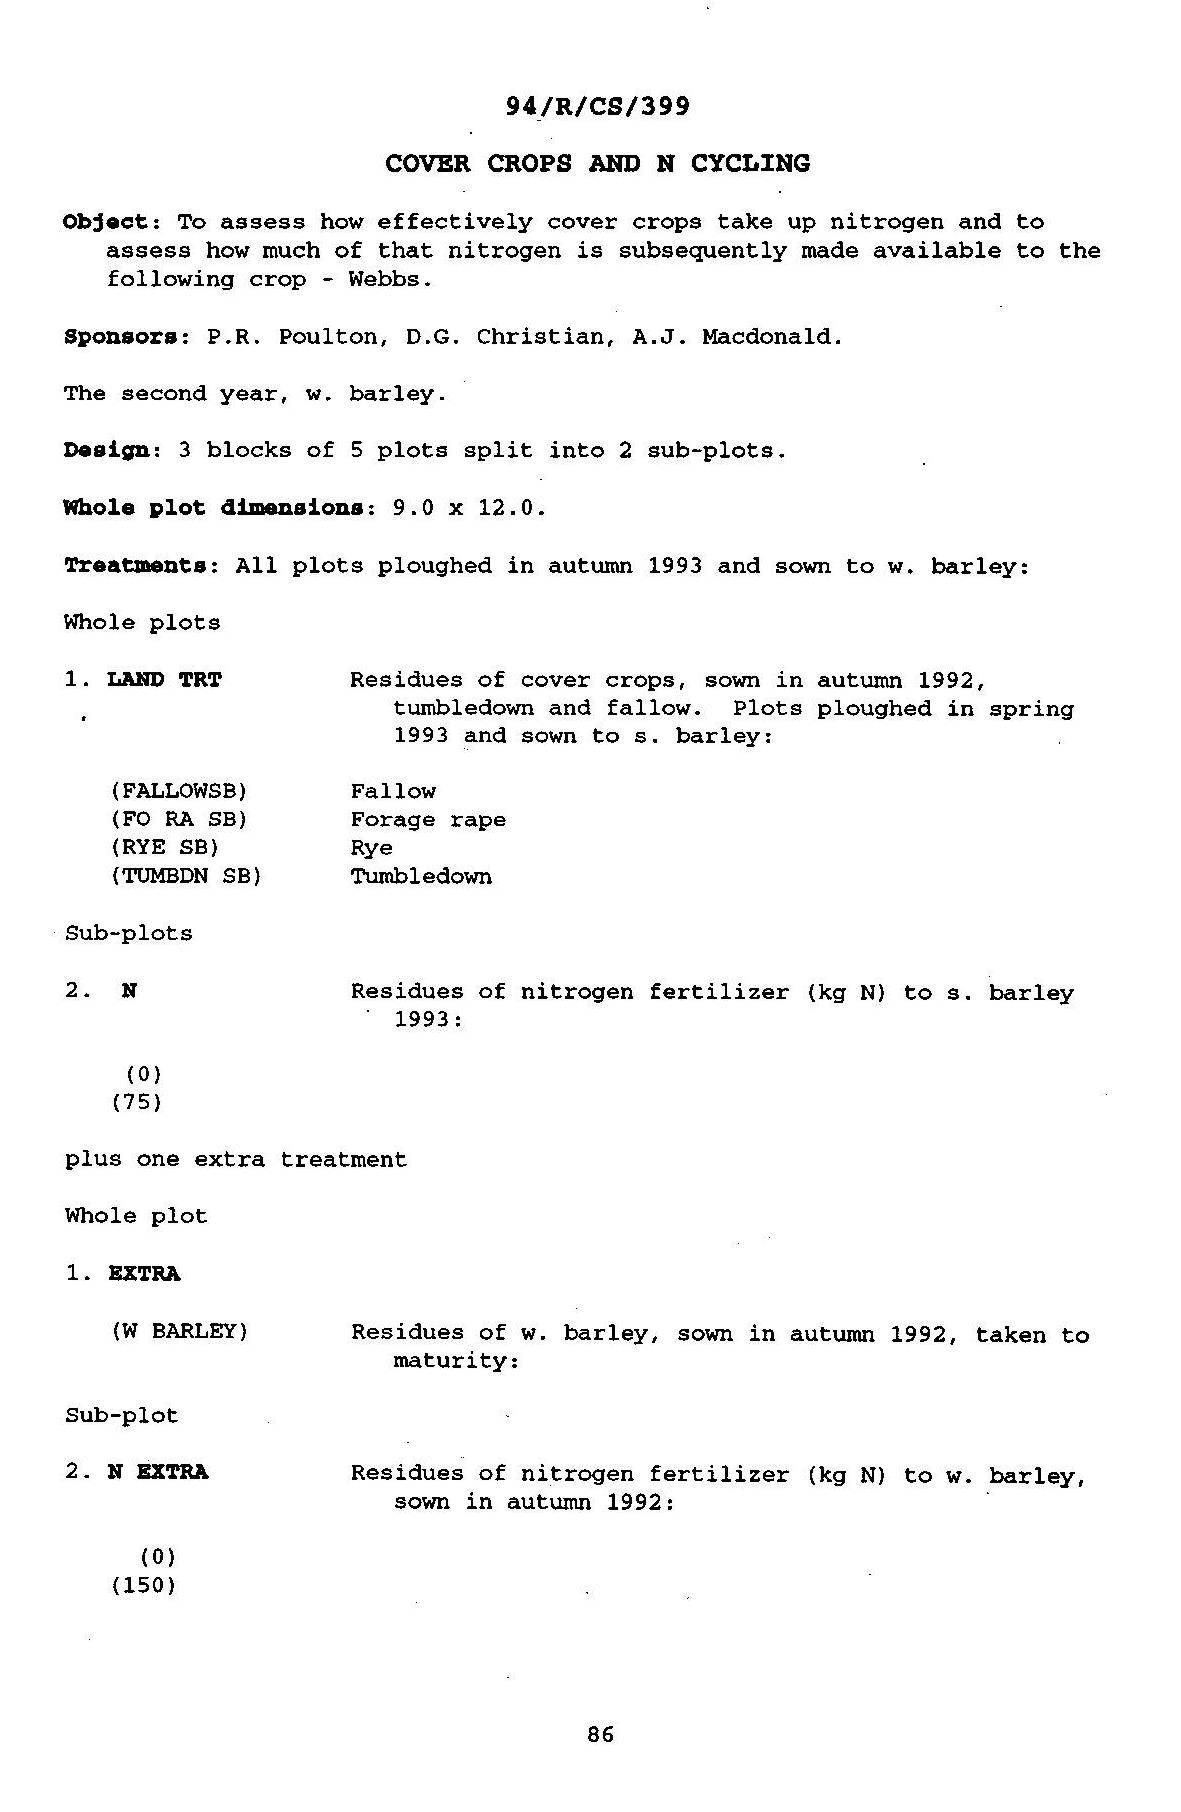 94/R/CS/399
COVER CROPS AND N CYCLING
Object: To assess how effectively cover crops take up nitrogen and to
assess how much of that nitrogen is subsequently made available to the
following crop - Webbs.
Sponsors: P.R. Poulton, D.G. Christian, A.J. Macdonald.
The second year, w. barley.
Design: 3 blocks of 5 plots split into 2 sub-plots.
Whole plot dimensions: 9.0 x 12.0.
Treatments: All plots ploughed in autumn 1993 and sown to w. barley:
Whole plots
1. LAND TRT Residues of cover crops, sown in autumn 1992,
tumbledown and fallow. Plots ploughed in spring
1993 and sown to s. barley:
(FALLOWSB) Fallow
(FO RA SB) Forage rape
(RYE SB) Rye
(TUMBDN SB) Tumbledown
Sub-plots
2. N Residues of nitrogen fertilizer (kg N) to s. barley
1993:
(0)
(75)
plus one extra treatment
Whole plot
1. EXTRA
(W BARLEY) Residues of w. barley, sown in autumn 1992, taken to
maturity:
Sub-plot
2. N EXTRA Residues of nitrogen fertilizer (kg N) to w. barley,
sown in autumn 1992:
(0)
(150)
86